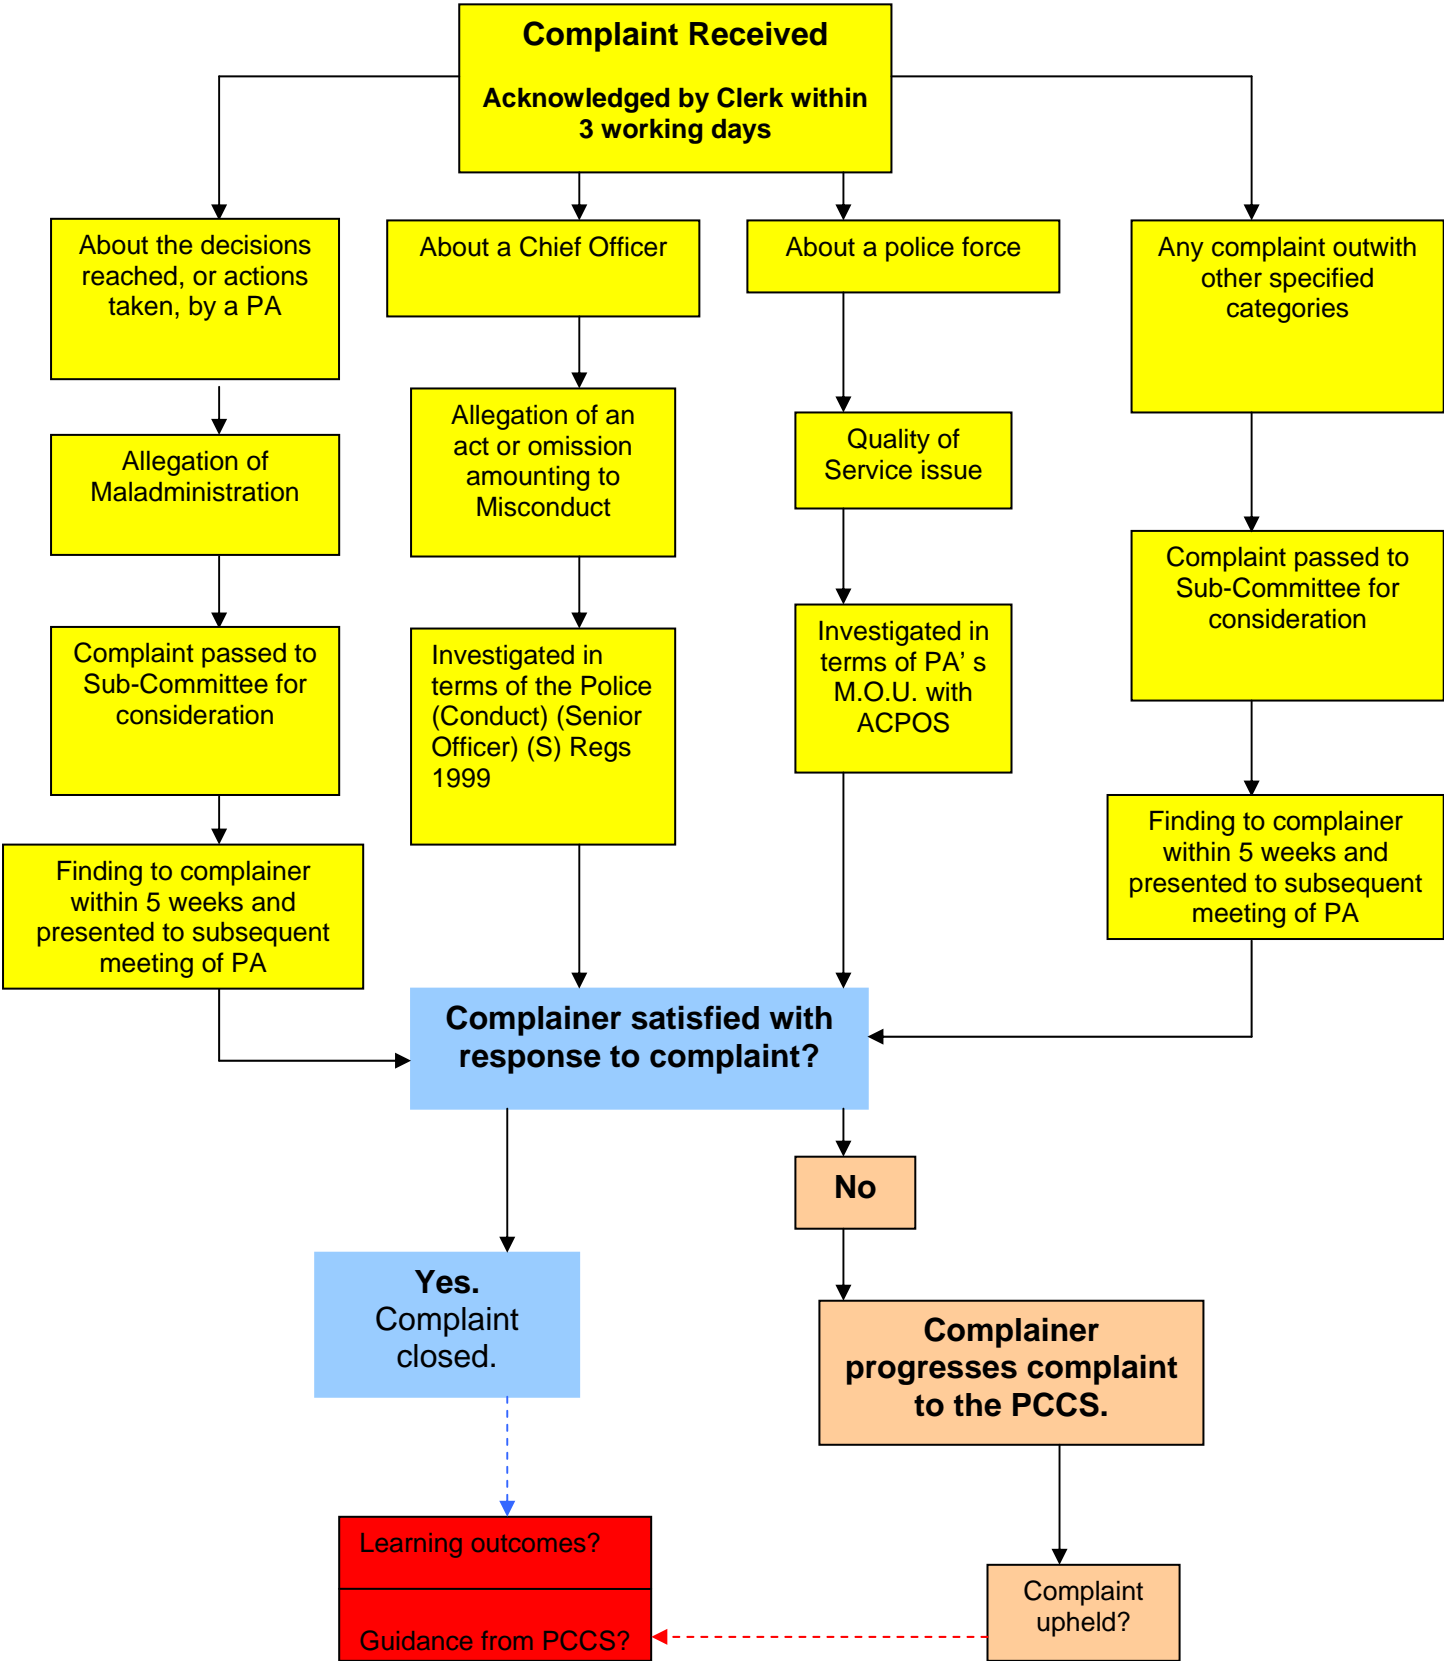 Complaint Received
Acknowledged by Clerk within
3 working days
About the decisions
reached, or actions
taken, by a PA
About a Chief Officer
About a police force
Any complaint outwith
other specified
categories
Allegation of
Maladministration
Allegation of an
act or omission
amounting to
Misconduct
Quality of
Service issue
Complaint passed to
Sub-Committee for
consideration
Complaint passed to
Sub-Committee for
consideration
Investigated in
terms of the Police
(Conduct) (Senior
Officer) (S) Regs
1999
Investigated in
terms of PA' s
M.O.U. with
ACPOS
Finding to complainer
within 5 weeks and
presented to subsequent
meeting of PA
Finding to complainer
within 5 weeks and
presented to subsequent
meeting of PA
Complainer satisfied with
response to complaint?
No
Yes.
Complaint
closed.
Complainer
progresses complaint
to the PCCS.
Learning outcomes?
Guidance from PCCS?
Complaint
upheld?